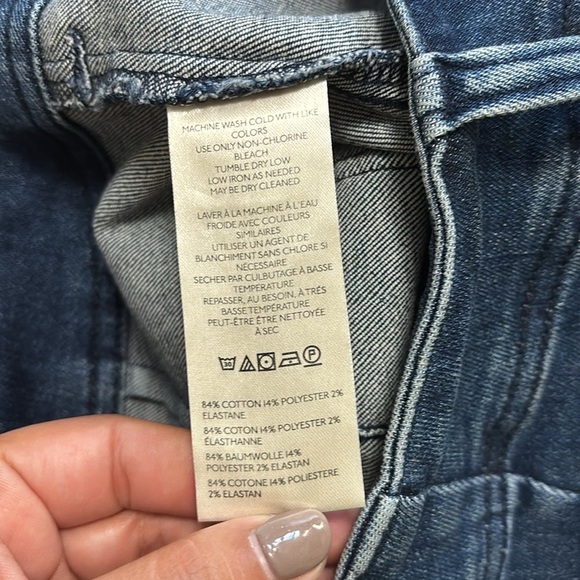 MACHINE WASH COLD WITH LIKE
COLORS
USE ONLY NON-CHLORINE
BLEACH
TUMBLE DRY LOW
LOW IRON AS NEEDED
MAY BE DRY CLEANED
LAVER À LA MACHINE À L'EAU
FROIDE AVEC COULEURS
SIMILAIRES
UTILISER UN AGENT DE
BLANCHIMENT SANS CHLORE SI
NÉCESSAIRE
SECHER PAR CULBUTAGE À BASSE
TEMPERATURE
REPASSER, AU BESOIN, À TRÈS
BASSE TEMPÉRATURE
PEUT-ÊTRE ÊTRE NETTOYÉE
À SEC
30 P
84% COTTON 14% POLYESTER 2%
ELASTANE
84% COTON 14% POLYESTER 2%
ÉLASTHANNE
84% BAUMWOLLE 14%
POLYESTER 2% ELASTAN
84% COTONE 14% POLIESTERE
2% ELASTAN